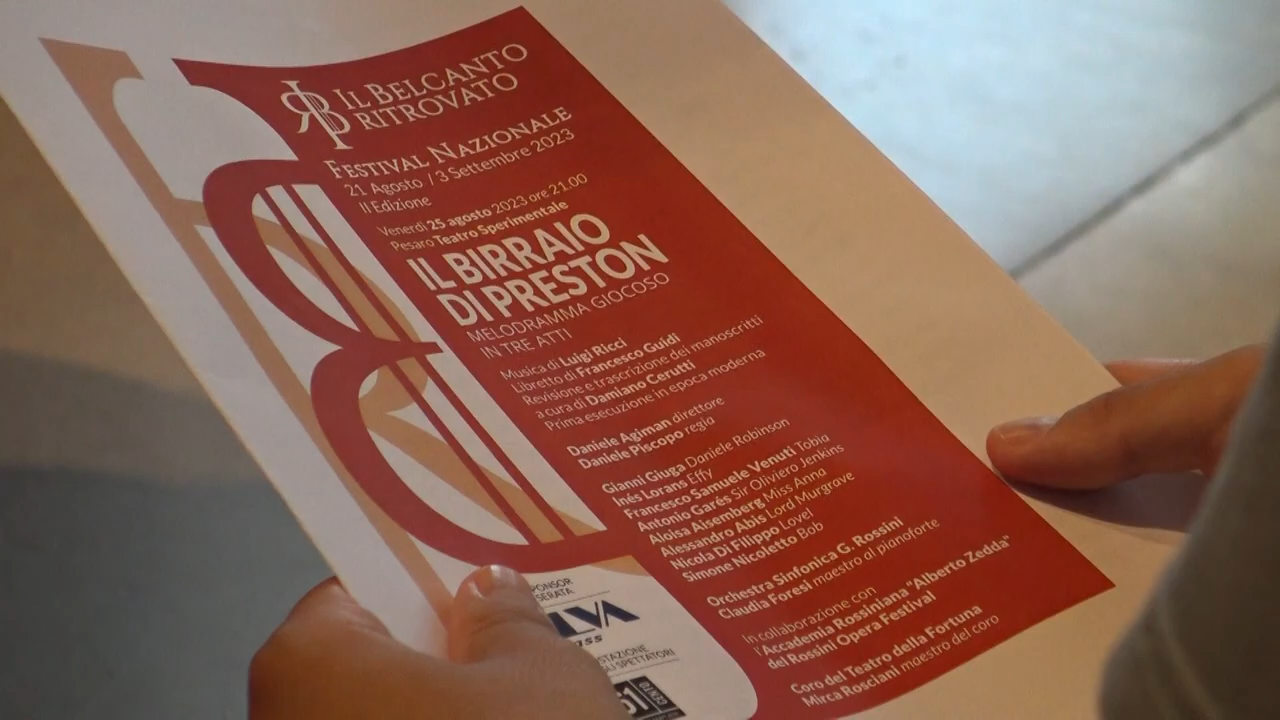 IL BELCANTO
RITROVATO
FESTIVAL NAZIONALE
21 Agosto / 3 Settembre 2023
II Edizione
Venerdì 25 agosto 2023 ore 21.00
Pesaro Teatro Sperimentale
IL BIRRAIO
DI PRESTON
MELODRAMMA GIOCOSO
IN TRE ATTI
Musica di Luigi Ricci
Libretto di Francesco Guidi
Revisione e trascrizione dei manoscritti
a cura di Damiano Cerutti
Prima esecuzione in epoca moderna
Daniele Agiman direttore
Daniele Piscopo regia
Gianni Giuga Daniele Robinson
Inés Lorans Effy
Francesco Samuele Venuti Tobia
Antonio Garés Sir Oliviero Jenkins
Aloisa Aisemberg Miss Anna
Alessandro Abis Lord Murgrave
Nicola Di Filippo Lovel
Simone Nicoletto Bob
Orchestra Sinfonica G. Rossini
Claudia Foresi maestro al pianoforte
In collaborazione con
l'Accademia Rossiniana "Alberto Zedda"
del Rossini Opera Festival
Coro del Teatro della Fortuna
Mirca Rosciani maestro del coro
SERATA